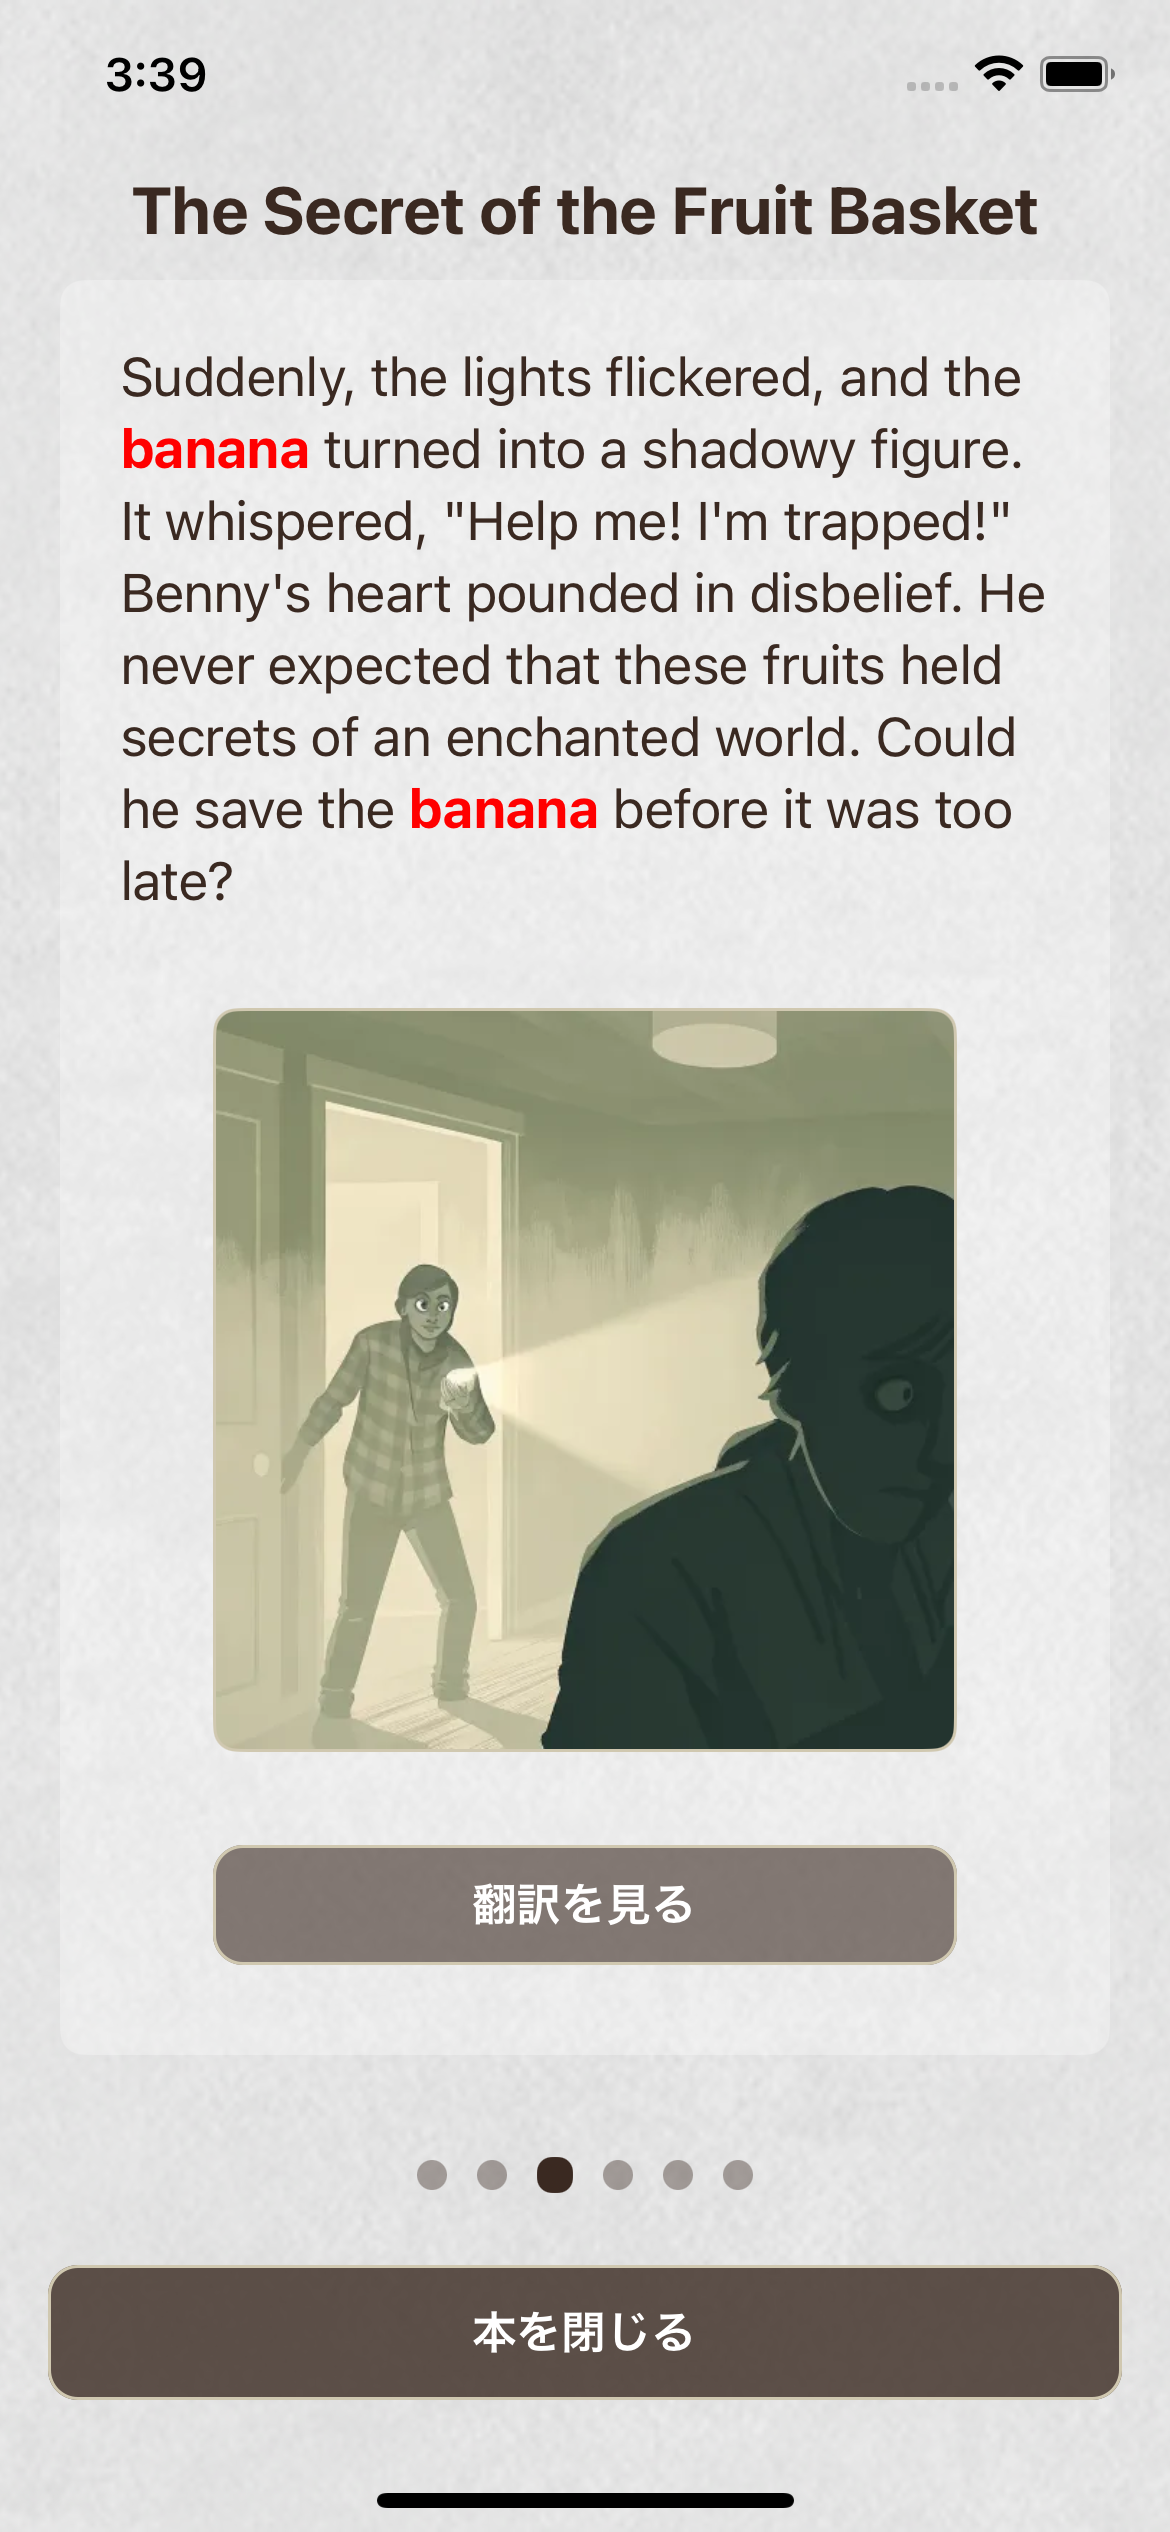 3:39
The Secret of the Fruit Basket
Suddenly, the lights flickered, and the
banana turned into a shadowy figure.
It whispered, "Help me! I'm trapped!"
Benny's heart pounded in disbelief. He
never expected that these fruits held
secrets of an enchanted world. Could
he save the banana before it was too
late?
翻訳を見る
本を閉じる